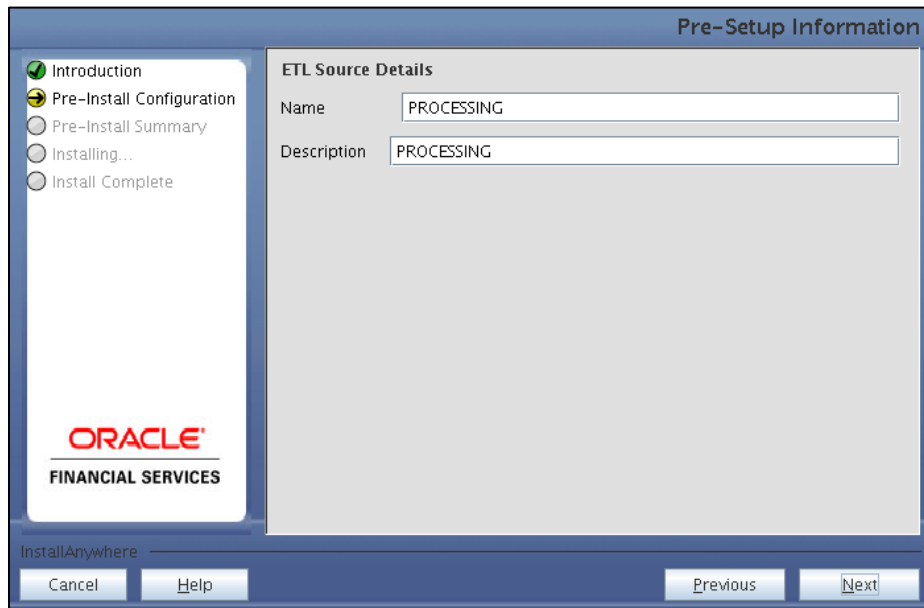 Pre-Setup Information
Introduction
Pre-Install Configuration
Pre-Install Summary
Installing...
Install Complete
ORACLE'
FINANCIAL SERVICES
ETL Source Details
Name PROCESSING
Description PROCESSING
InstallAnywhere
Cancel Help Previous Next